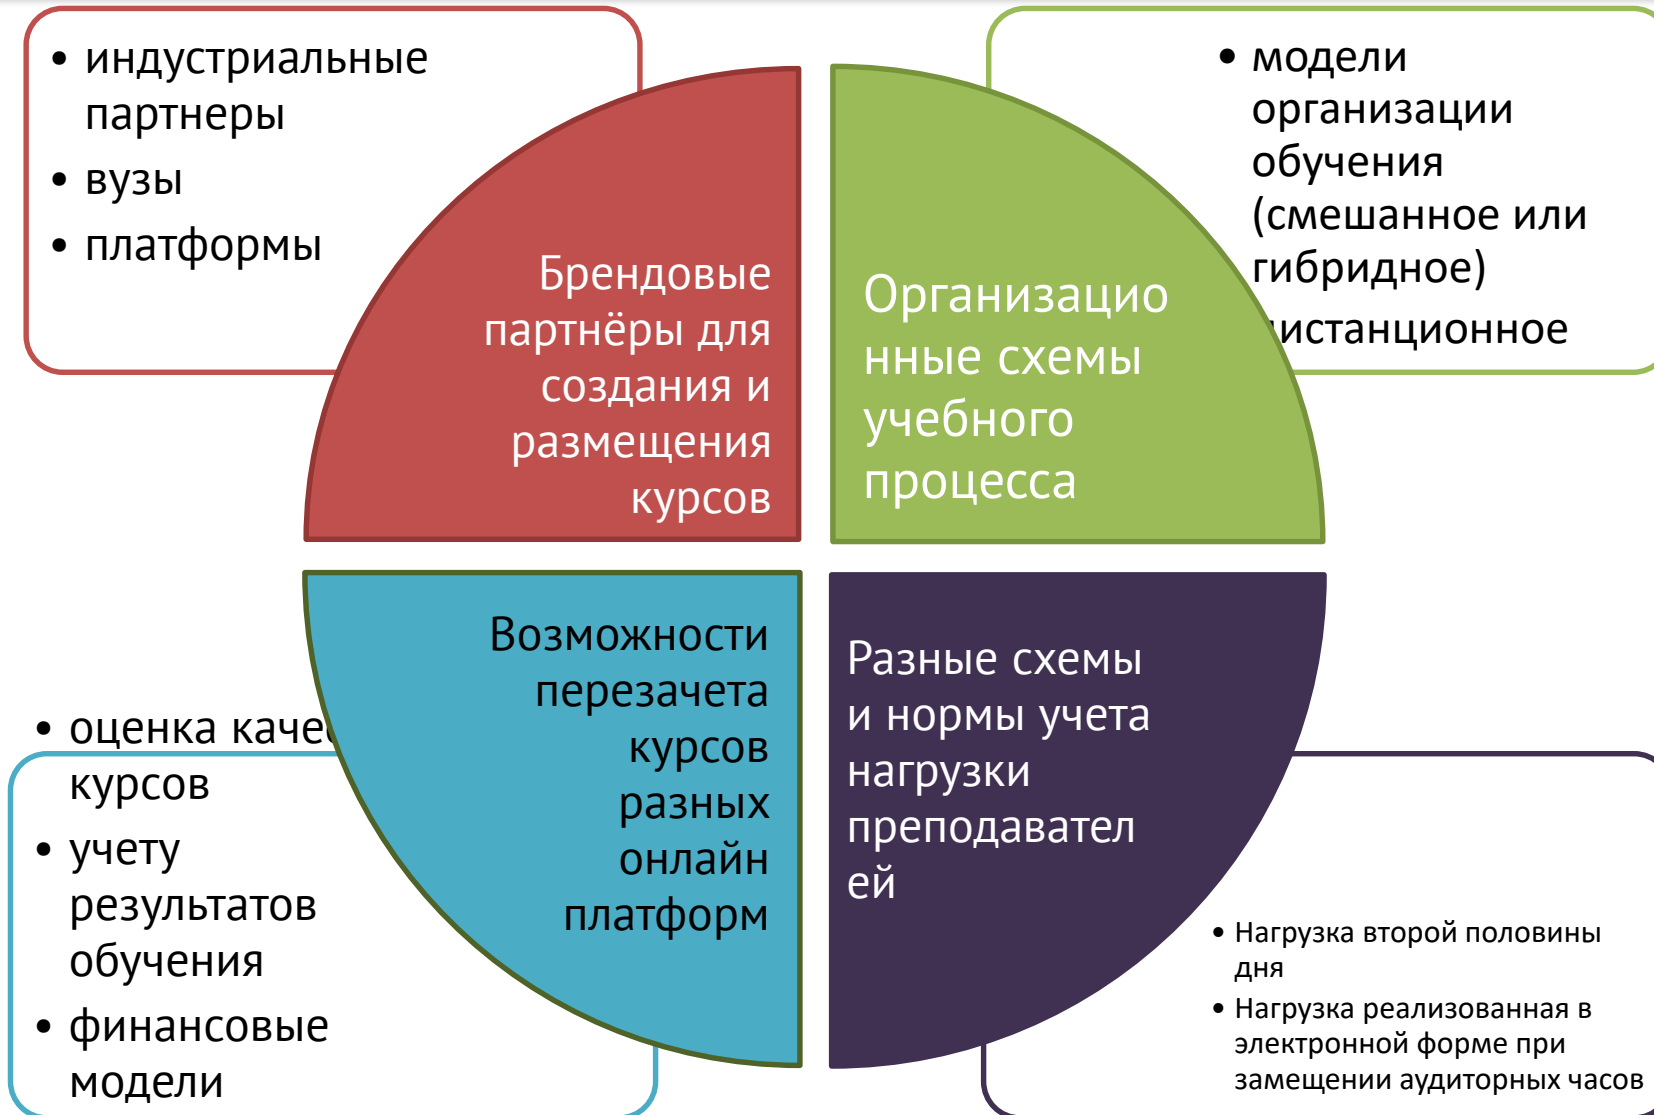 • индустриальные
партнеры
• вузы
• платформы
Брендовые
партнёры для
создания и
размещения
курсов
• модели
организации
обучения
(смешанное или
гибридное)
истанционное
Организацио
нные схемы
учебного
процесса
Возможности
перезачета
курсов
разных
онлайн
платформ
• оценка каче
курсов
• учету
результатов
обучения
• финансовые
модели
Разные схемы
и нормы учета
нагрузки
преподавател
ей
• Нагрузка второй половины
дня
• Нагрузка реализованная в
электронной форме при
замещении аудиторных часов